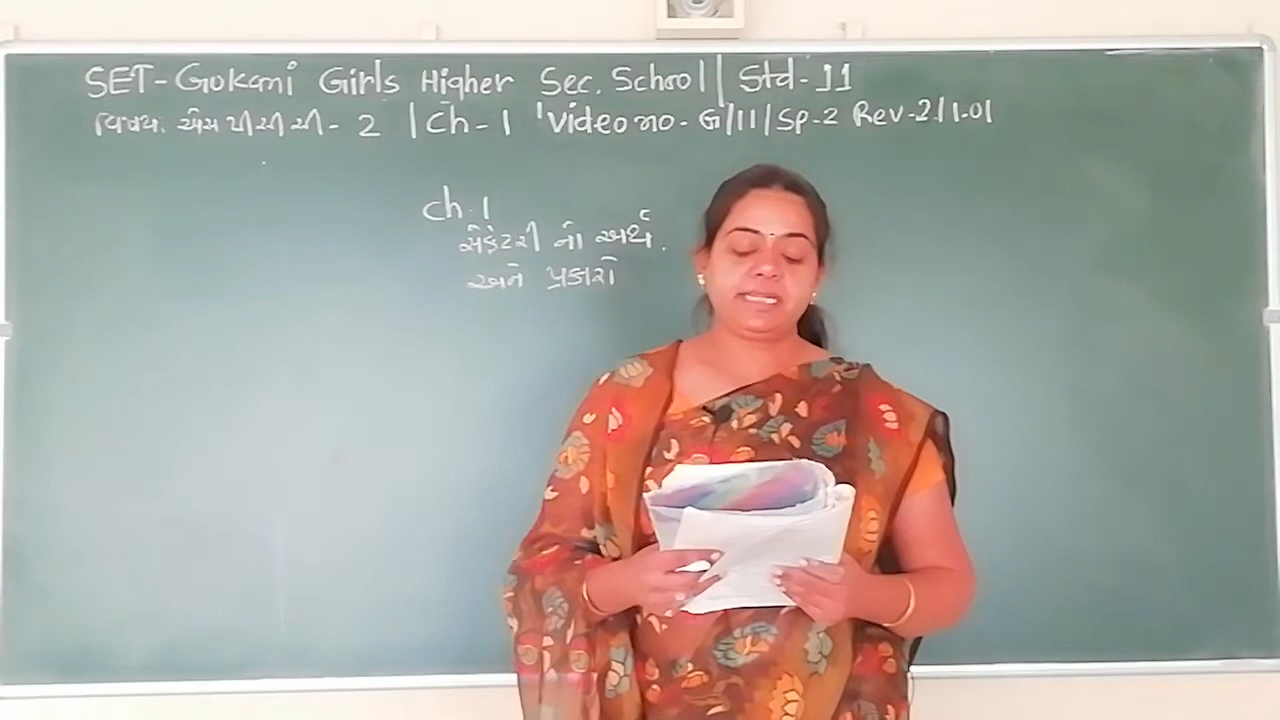 SET-Gokani Girls Higher Sec. School | Std-11
વિષય. એસ પી સી સી - 2 | Ch-1 'Video no- G/11/Sp-2 Rev-2/1.01
Ch.1
સેક્રેટરી નો અર્થ.
અને પ્રકારો